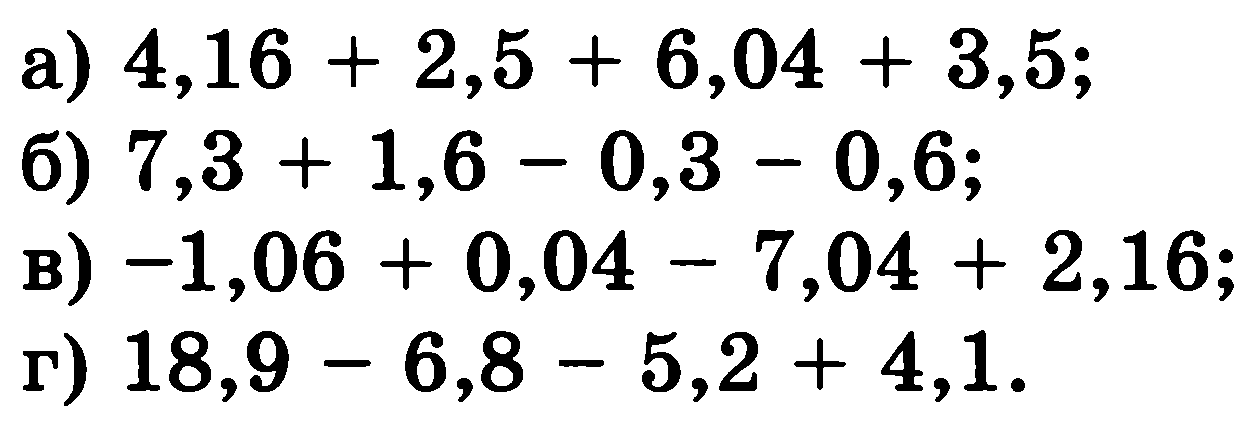 а) 4,16 + 2,5 + 6,04 + 3,5;
б) 7,3 + 1,6 − 0,3 − 0,6;
в) −1,06 + 0,04 − 7,04 + 2,16;
г) 18,9 − 6,8 − 5,2 + 4,1.